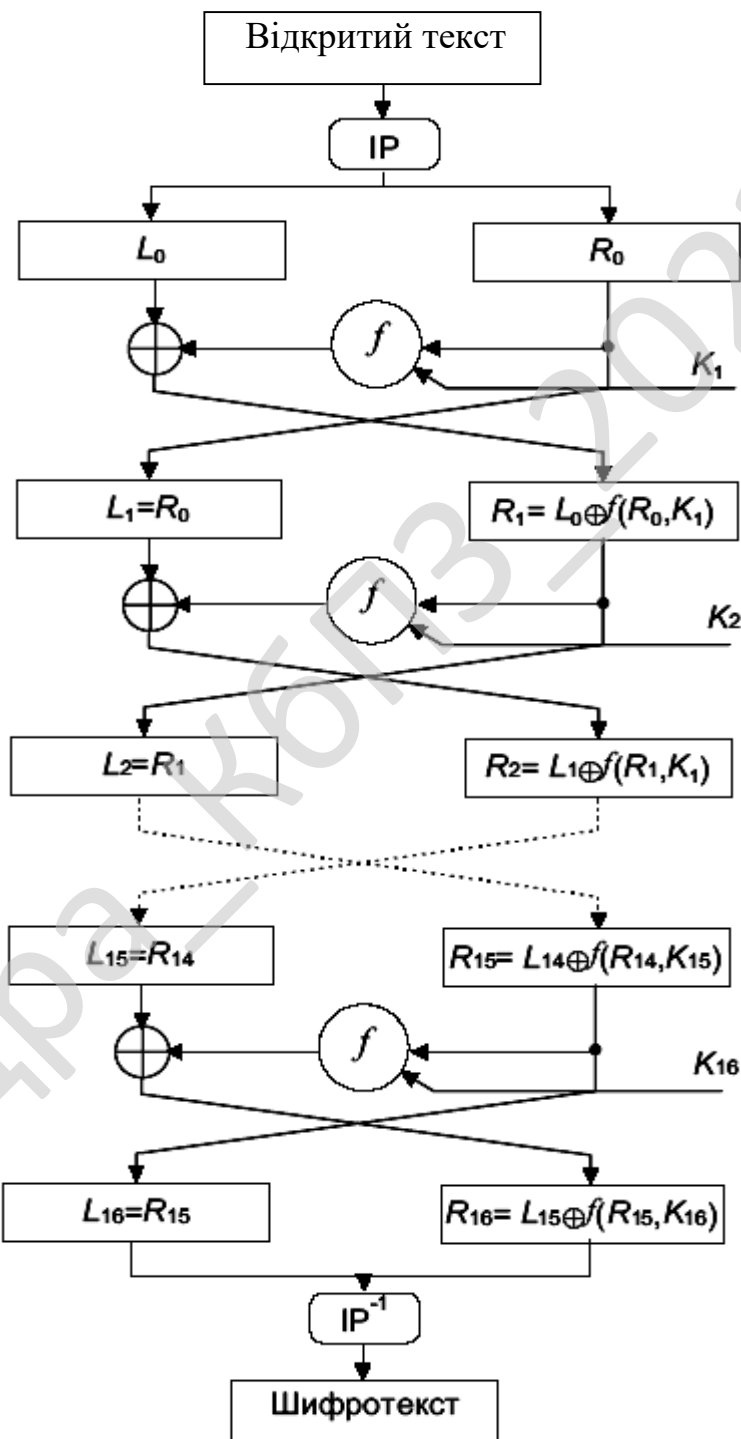 Відкритий текст
IP
L₀ R₀
f
K₁
L₁=R₀ R₁= L₀⊕f(R₀,K₁)
f
K₂
L₂=R₁ R₂= L₁⊕f(R₁,K₁)
L₁₅=R₁₄ R₁₅= L₁₄⊕f(R₁₄,K₁₅)
f
K₁₆
L₁₆=R₁₅ R₁₆= L₁₅⊕f(R₁₅,K₁₆)
IP⁻¹
Шифротекст
дра_КбПЗ_202